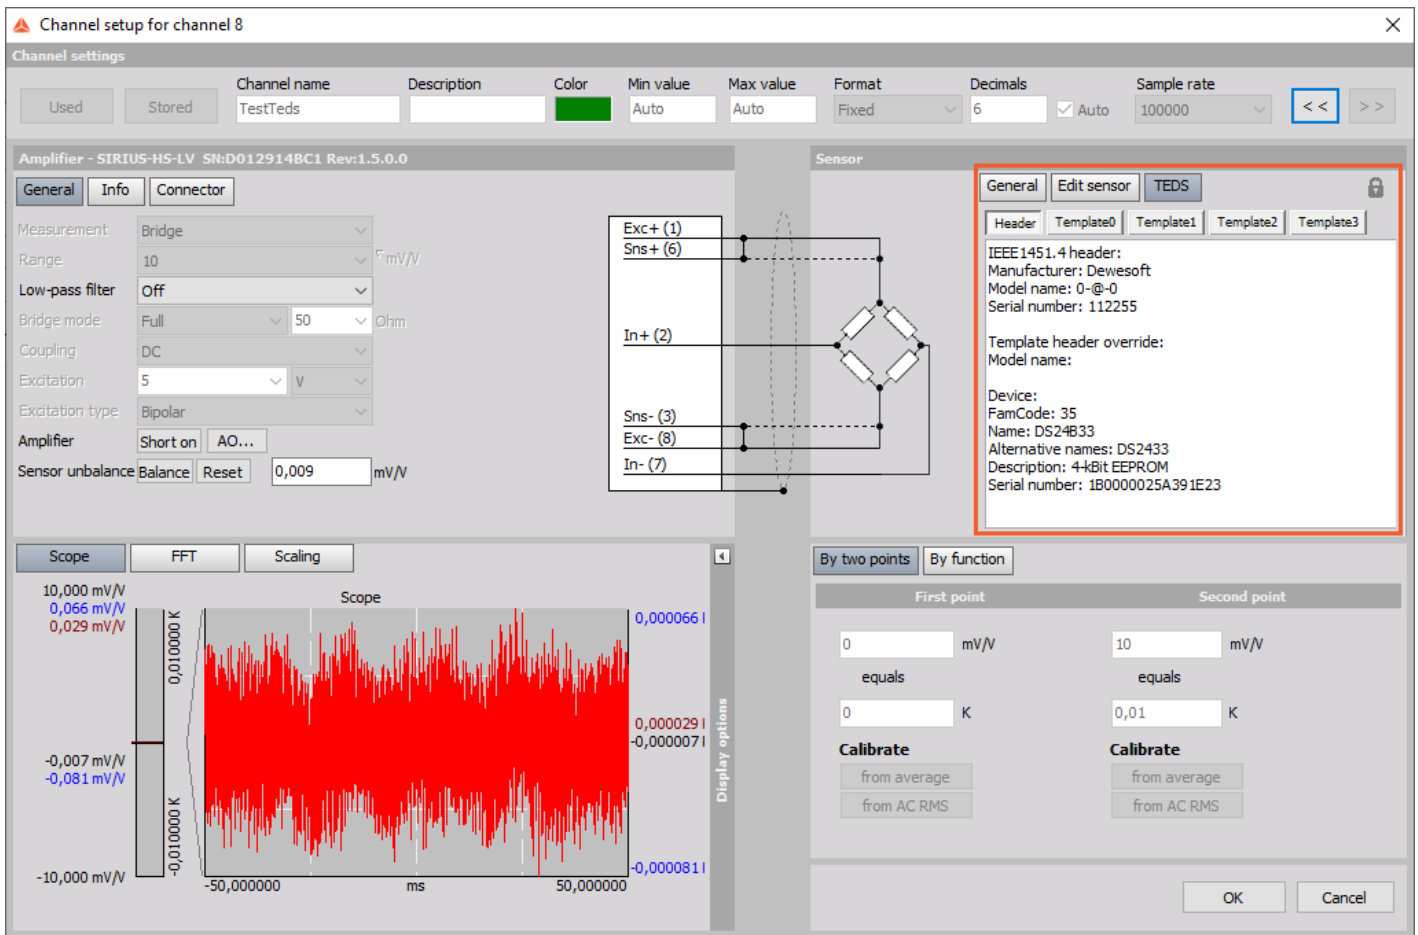 Channel setup for channel 8
Channel settings
Used
Stored
Channel name
TestTeds
Description
Color
Min value
Auto
Max value
Auto
Format
Fixed
Decimals
6
Auto
Sample rate
100000
<<
>>
Amplifier - SIRIUS-HS-LV SN:D012914BC1 Rev:1.5.0.0
General
Info
Connector
Measurement
Bridge
Range
10
mV/V
Low-pass filter
Off
Bridge mode
Full
50
Ohm
Coupling
DC
Excitation
5
V
Excitation type
Bipolar
Amplifier
Short on
AO...
Sensor unbalance
Balance
Reset
0,009
mV/V
Exc+ (1)
Sns+ (6)
In+ (2)
Sns- (3)
Exc- (8)
In- (7)
Sensor
General
Edit sensor
TEDS
Header
Template0
Template1
Template2
Template3
IEEE1451.4 header:
Manufacturer: Dewesoft
Model name: 0-@-0
Serial number: 112255
Template header override:
Model name:
Device:
FamCode: 35
Name: DS24B33
Alternative names: DS2433
Description: 4-kBit EEPROM
Serial number: 1B0000025A391E23
Scope
FFT
Scaling
10,000 mV/V
0,066 mV/V
0,029 mV/V
-0,007 mV/V
-0,081 mV/V
-10,000 mV/V
0,010000 K
-0,010000 K
Scope
0,000066
0,000029
-0,000007
-0,000081
-50,000000
ms
50,000000
Display options
By two points
By function
First point
Second point
0
mV/V
10
mV/V
equals
equals
0
K
0,01
K
Calibrate
Calibrate
from average
from average
from AC RMS
from AC RMS
OK
Cancel